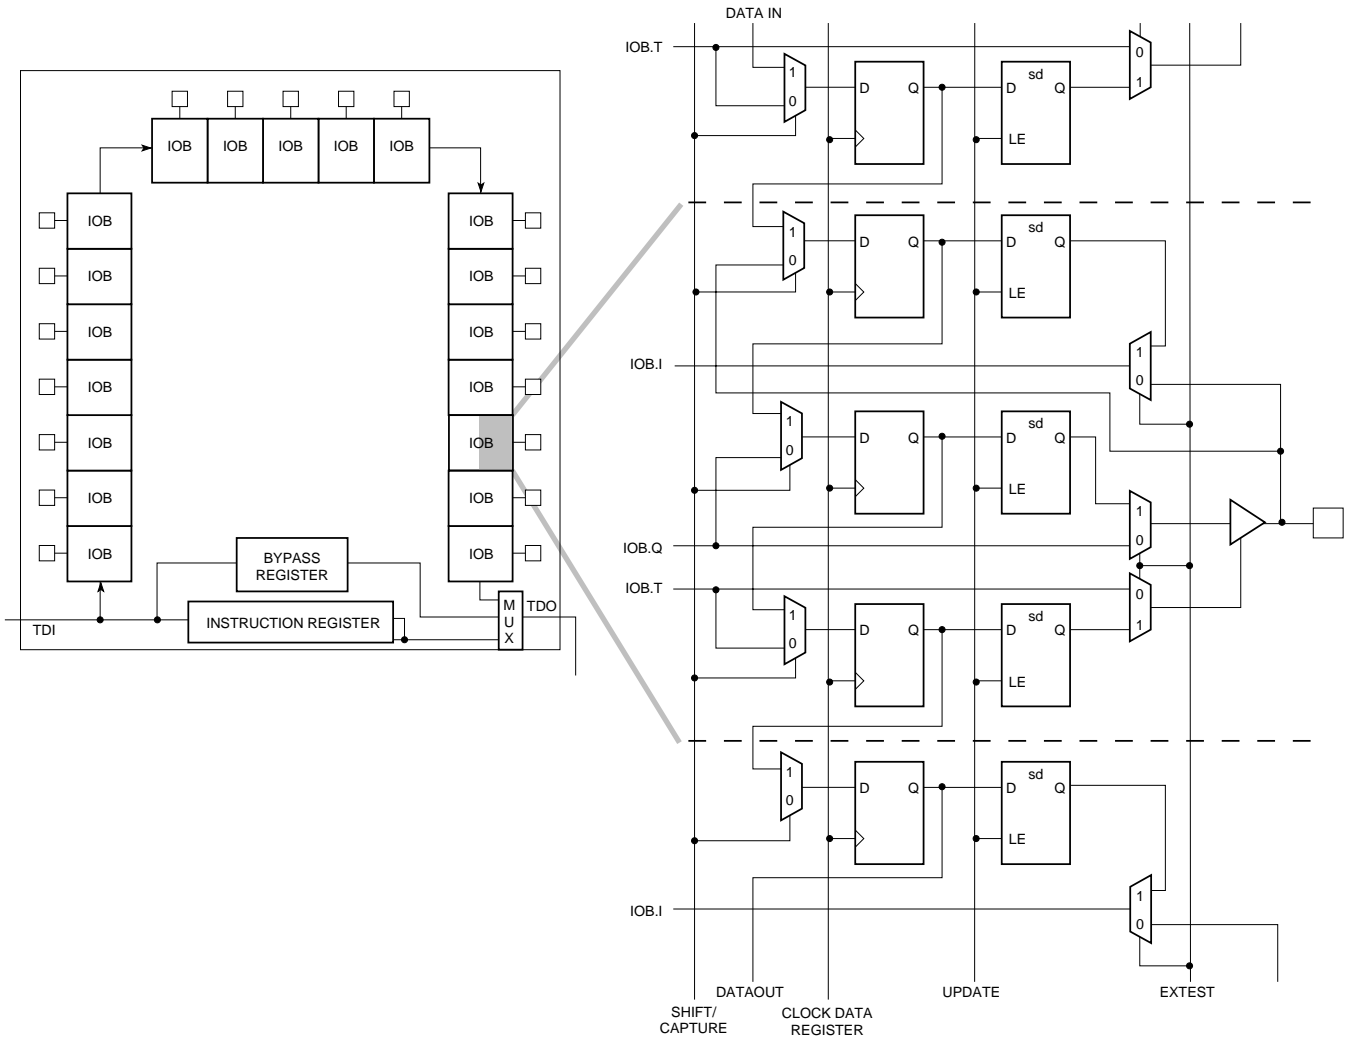 IOB IOB IOB IOB IOB
IOB
IOB
IOB
IOB
IOB
IOB
IOB
IOB
IOB
IOB
IOB
IOB
IOB
IOB
BYPASS
REGISTER
INSTRUCTION REGISTER
TDI
M
U
X
TDO
DATA IN
IOB.T
1
0
D Q
sd
D Q
LE
0
1
1
0
D Q
sd
D Q
LE
IOB.I
1
0
1
0
D Q
sd
D Q
LE
1
0
IOB.Q
IOB.T
0
1
1
0
D Q
sd
D Q
LE
1
0
D Q
sd
D Q
LE
IOB.I
1
0
DATAOUT
UPDATE
EXTEST
SHIFT/
CAPTURE
CLOCK DATA
REGISTER